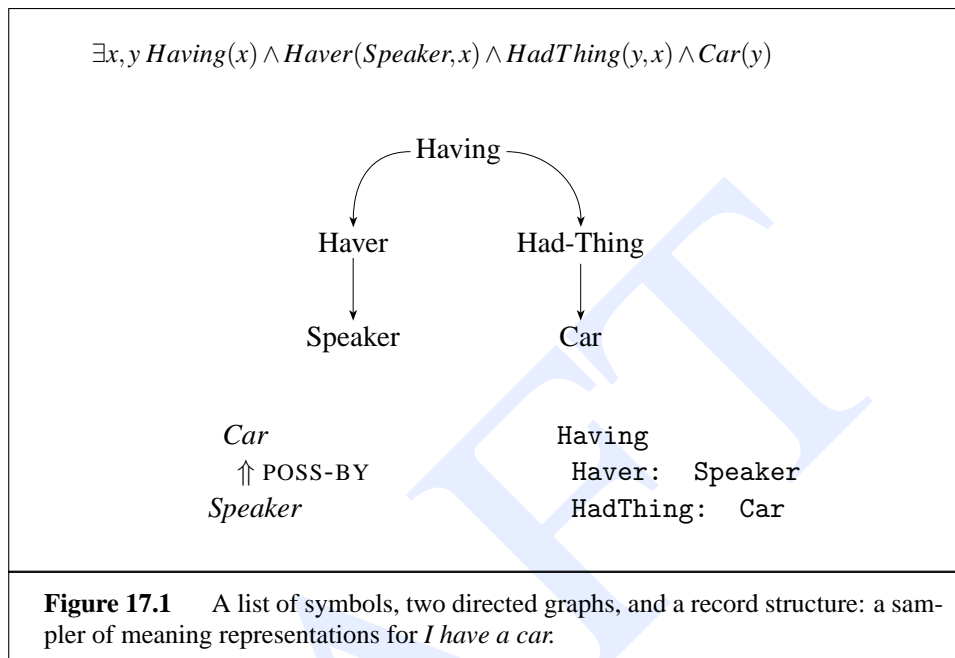 ∃x,y Having(x) ∧ Haver(Speaker,x) ∧ HadThing(y,x) ∧ Car(y)
Having
Haver Had-Thing
Speaker Car
Car
⇑ POSS-BY
Speaker
Having
Haver: Speaker
HadThing: Car
Figure 17.1 A list of symbols, two directed graphs, and a record structure: a sam-
pler of meaning representations for I have a car.